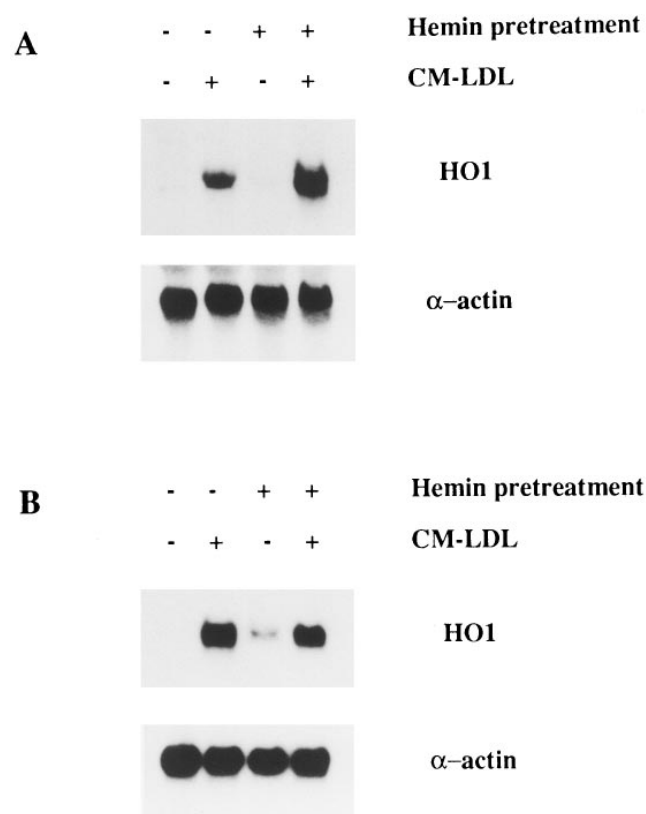 A
- - + + Hemin pretreatment
- + - + CM-LDL
HO1
α–actin
B
- - + + Hemin pretreatment
- + - + CM-LDL
HO1
α–actin